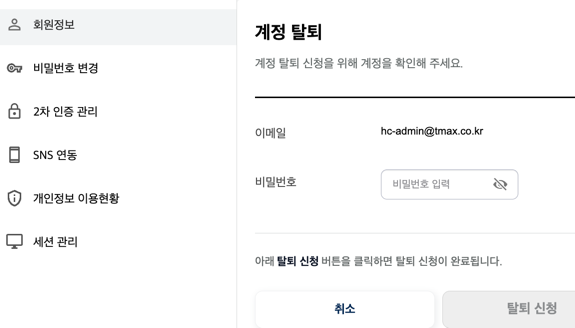 회원정보
비밀번호 변경
2차 인증 관리
SNS 연동
개인정보 이용현황
세션 관리
계정 탈퇴
계정 탈퇴 신청을 위해 계정을 확인해 주세요.
이메일 hc-admin@tmax.co.kr
비밀번호 비밀번호 입력
아래 탈퇴 신청 버튼을 클릭하면 탈퇴 신청이 완료됩니다.
취소 탈퇴 신청